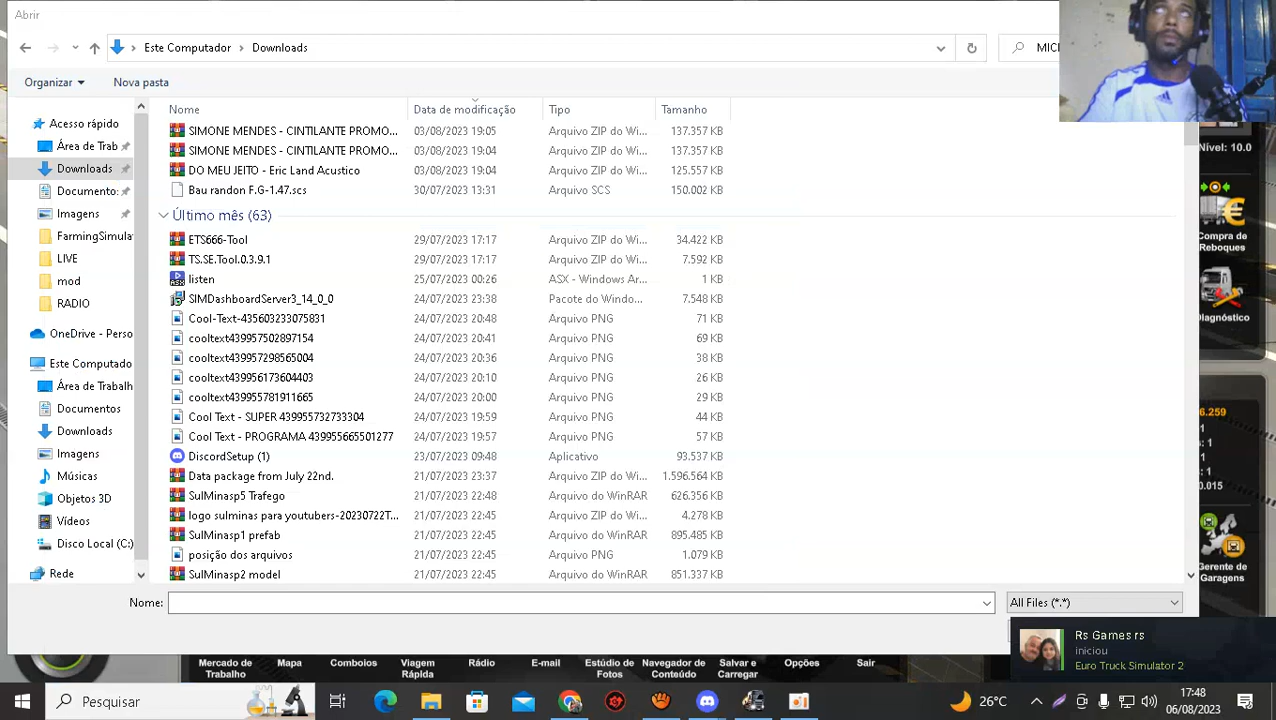 Abrir
Este Computador > Downloads
MICI
Organizar
Nova pasta
Nome Data de modificação Tipo Tamanho
Acesso rápido
Área de Trab
Downloads
Documento:
Imagens
FarmingSimula
LIVE
mod
RADIO
OneDrive - Perso
Este Computado
Área de Trabalh
Documentos
Downloads
Imagens
Músicas
Objetos 3D
Vídeos
Disco Local (C:)
Rede
SIMONE MENDES - CINTILANTE PROMO... 03/08/2023 19:05 Arquivo ZIP do Wi... 137.357 KB
SIMONE MENDES - CINTILANTE PROMO... 03/08/2023 19:04 Arquivo ZIP do Wi... 137.357 KB
DO MEU JEITO - Eric Land Acustico 03/08/2023 19:04 Arquivo ZIP do Wi... 125.557 KB
Bau randon F.G-1.47.scs 30/07/2023 13:31 Arquivo SCS 150.002 KB
Último mês (63)
ETS666-Tool 29/07/2023 17:17 Arquivo ZIP do Wi... 34.422 KB
TS.SE.Tool.0.3.9.1 29/07/2023 17:17 Arquivo ZIP do Wi... 7.592 KB
listen 25/07/2023 00:26 ASX - Windows Ar... 1 KB
SIMDashboardServer3_14_0_0 24/07/2023 23:38 Pacote do Windo... 7.548 KB
Cool-Text-435603233075831 24/07/2023 20:48 Arquivo PNG 71 KB
cooltext439957502897154 24/07/2023 20:41 Arquivo PNG 69 KB
cooltext439957298565004 24/07/2023 20:36 Arquivo PNG 38 KB
cooltext439956173604403 24/07/2023 20:10 Arquivo PNG 26 KB
cooltext439955781911665 24/07/2023 20:00 Arquivo PNG 29 KB
Cool Text - SUPER 439955732733304 24/07/2023 19:59 Arquivo PNG 44 KB
Cool Text - PROGRAMA 439955665501277 24/07/2023 19:57 Arquivo PNG 57 KB
DiscordSetup (1) 23/07/2023 09:48 Aplicativo 93.537 KB
Data package from July 22nd. 21/07/2023 23:37 Arquivo ZIP do Wi... 1.596.564 KB
SulMinasp5 Trafego 21/07/2023 22:48 Arquivo do WinRAR 626.356 KB
logo sulminas para youtubers-20230722T... 21/07/2023 22:45 Arquivo ZIP do Wi... 4.278 KB
SulMinasp1 prefab 21/07/2023 22:45 Arquivo do WinRAR 895.485 KB
posição dos arquivos 21/07/2023 22:45 Arquivo PNG 1.079 KB
SulMinasp2 model 21/07/2023 22:45 Arquivo do WinRAR 851.337 KB
Nome:
All Files (*.*)
Nível: 10.0
Compra de
Reboques
Diagnóstico
6.259
1
: 1
: 1
0.015
Gerente de
Garagens
Rs Games rs
iniciou
Euro Truck Simulator 2
Mercado de Trabalho
Mapa
Comboios
Viagem Rápida
Rádio
E-mail
Estúdio de Fotos
Navegador de Conteúdo
Salvar e Carregar
Opções
Sair
Pesquisar
26°C
17:48
06/08/2023